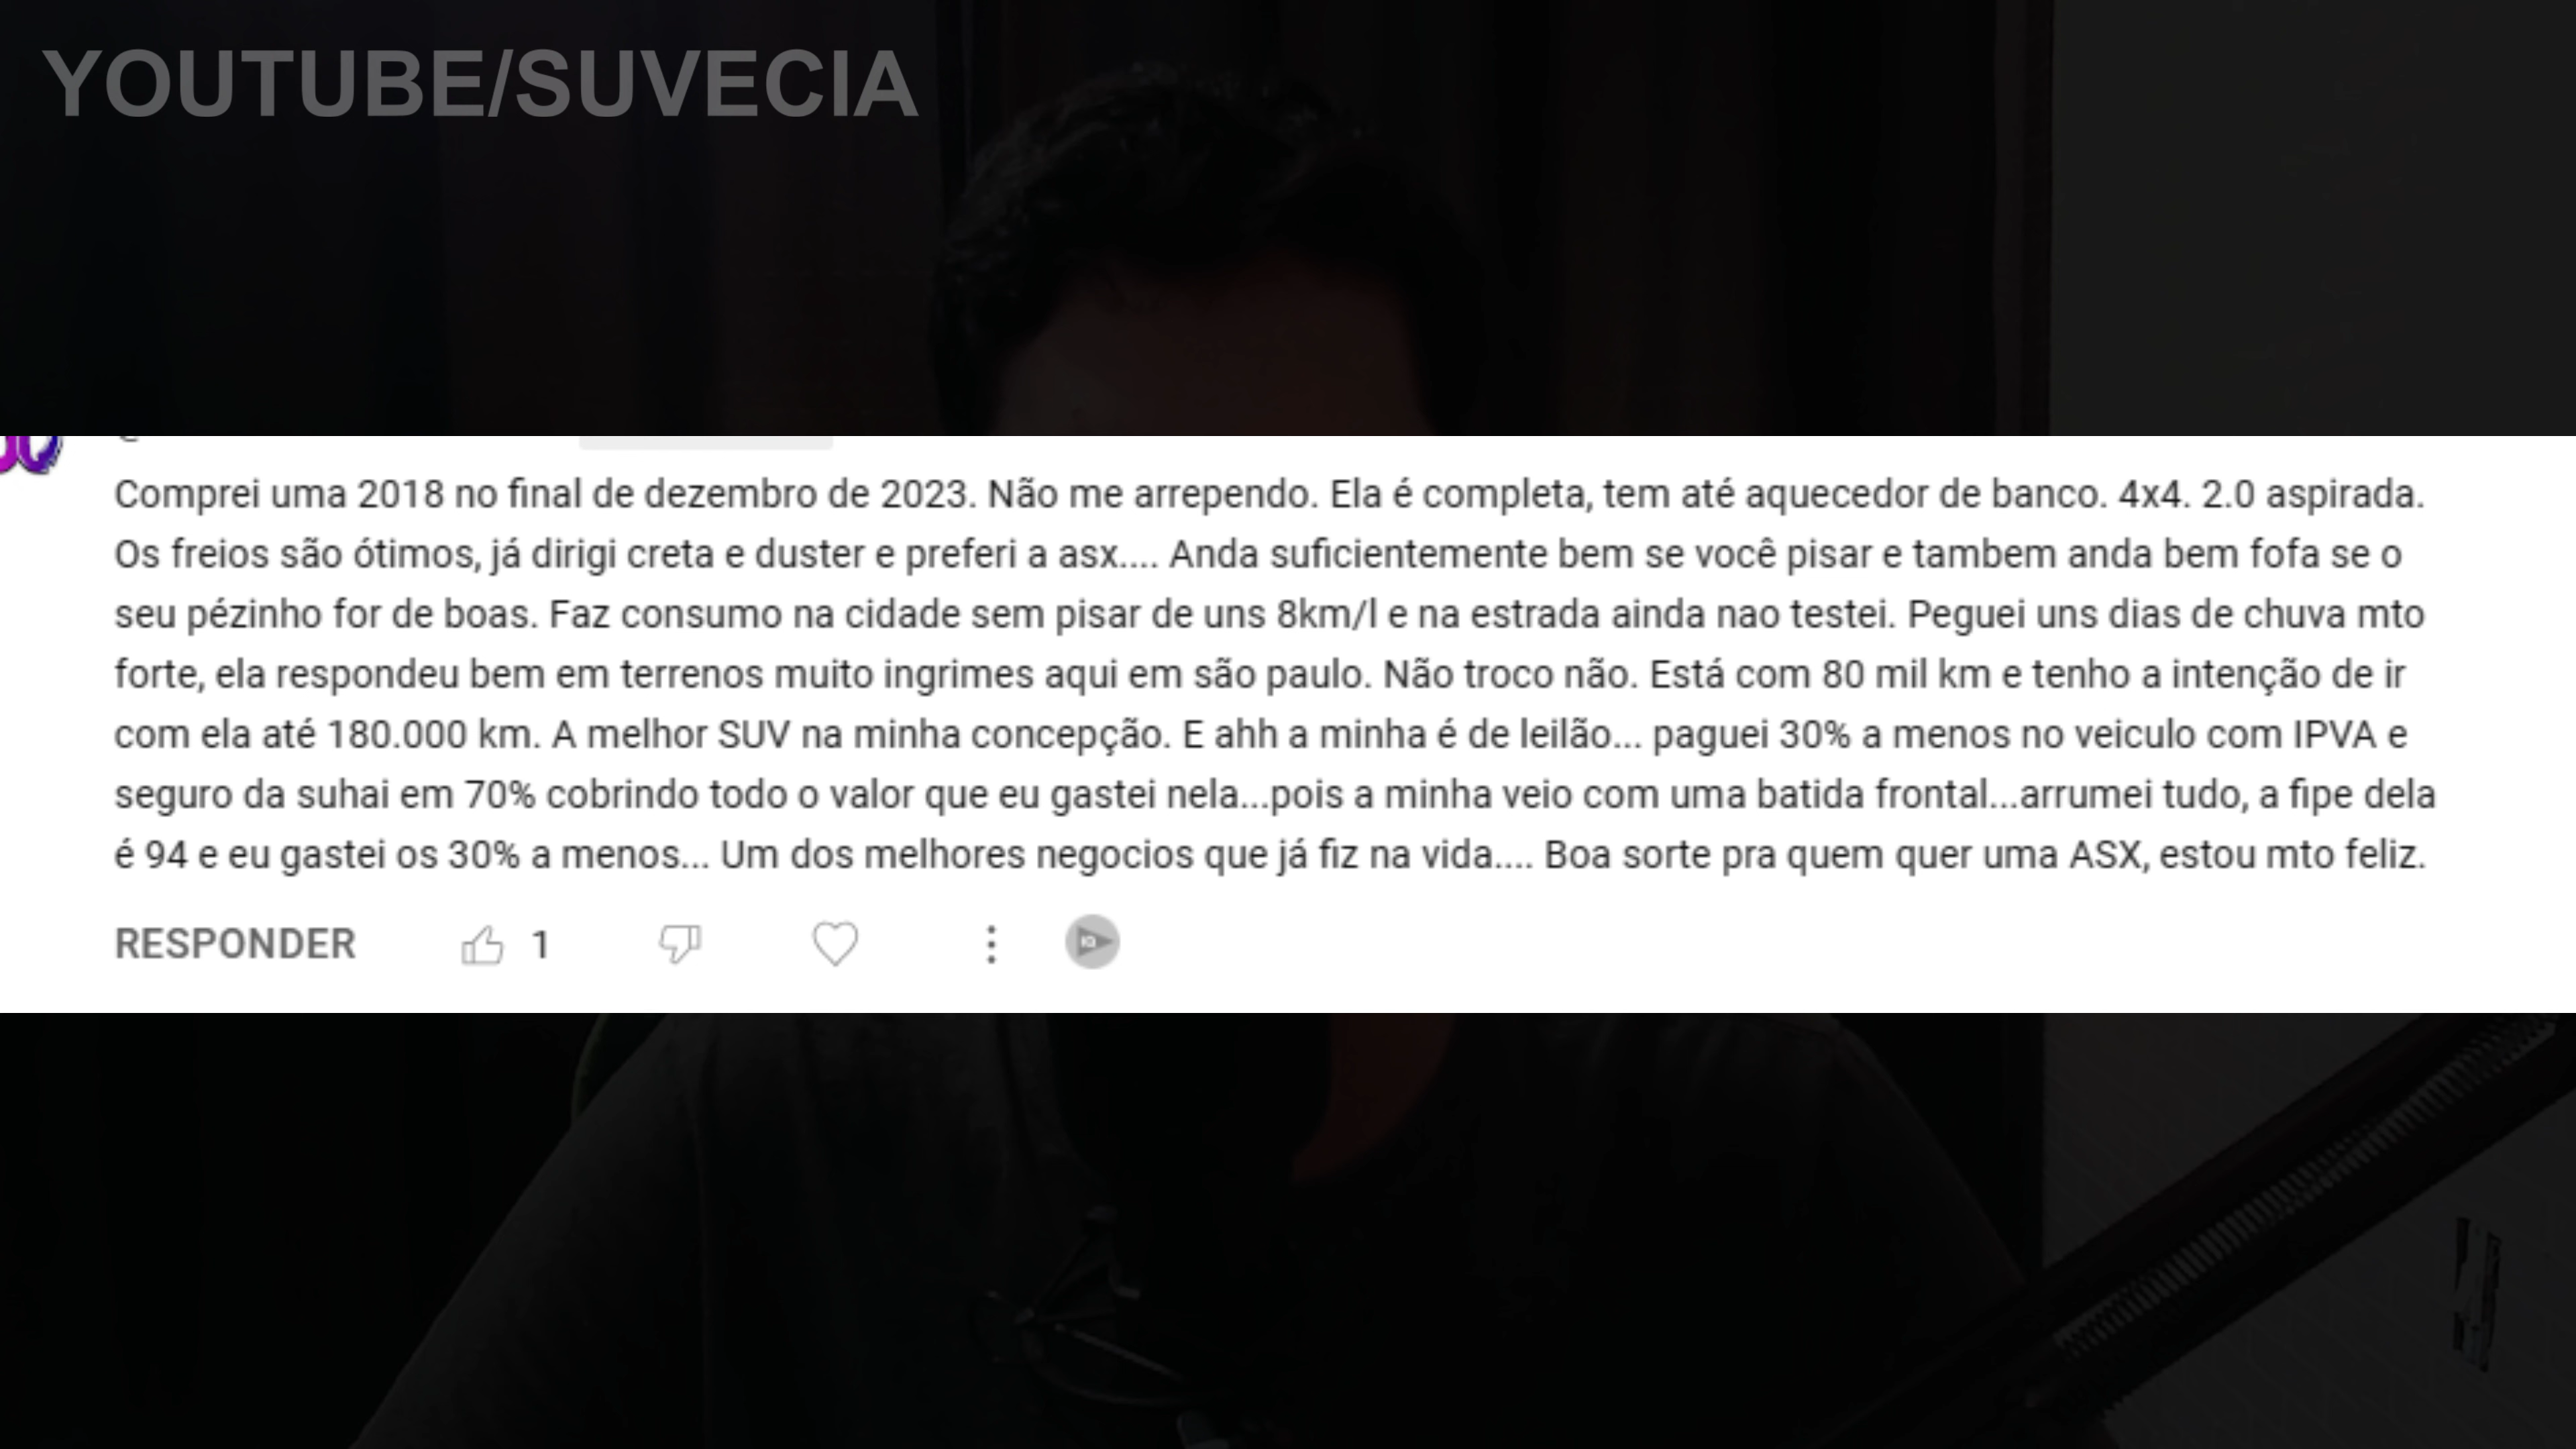 YOUTUBE/SUVECIA
Comprei uma 2018 no final de dezembro de 2023. Não me arrependo. Ela é completa, tem até aquecedor de banco. 4x4. 2.0 aspirada.
Os freios são ótimos, já dirigi creta e duster e preferi a asx.... Anda suficientemente bem se você pisar e tambem anda bem fofa se o
seu pézinho for de boas. Faz consumo na cidade sem pisar de uns 8km/l e na estrada ainda nao testei. Peguei uns dias de chuva mto
forte, ela respondeu bem em terrenos muito ingrimes aqui em são paulo. Não troco não. Está com 80 mil km e tenho a intenção de ir
com ela até 180.000 km. A melhor SUV na minha concepção. E ahh a minha é de leilão... paguei 30% a menos no veiculo com IPVA e
seguro da suhai em 70% cobrindo todo o valor que eu gastei nela...pois a minha veio com uma batida frontal...arrumei tudo, a fipe dela
é 94 e eu gastei os 30% a menos... Um dos melhores negocios que já fiz na vida.... Boa sorte pra quem quer uma ASX, estou mto feliz.
RESPONDER 1